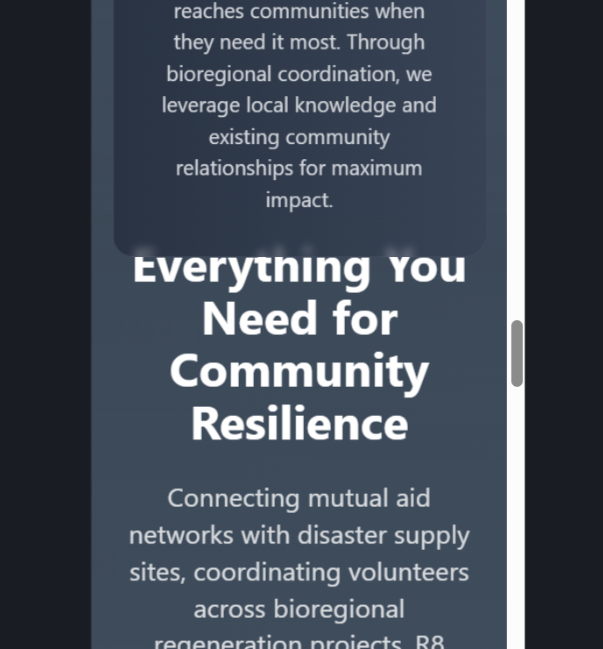 reaches communities when
they need it most. Through
bioregional coordination, we
leverage local knowledge and
existing community
relationships for maximum
impact.
Everything You
Need for
Community
Resilience
Connecting mutual aid
networks with disaster supply
sites, coordinating volunteers
across bioregional
regeneration projects. R8